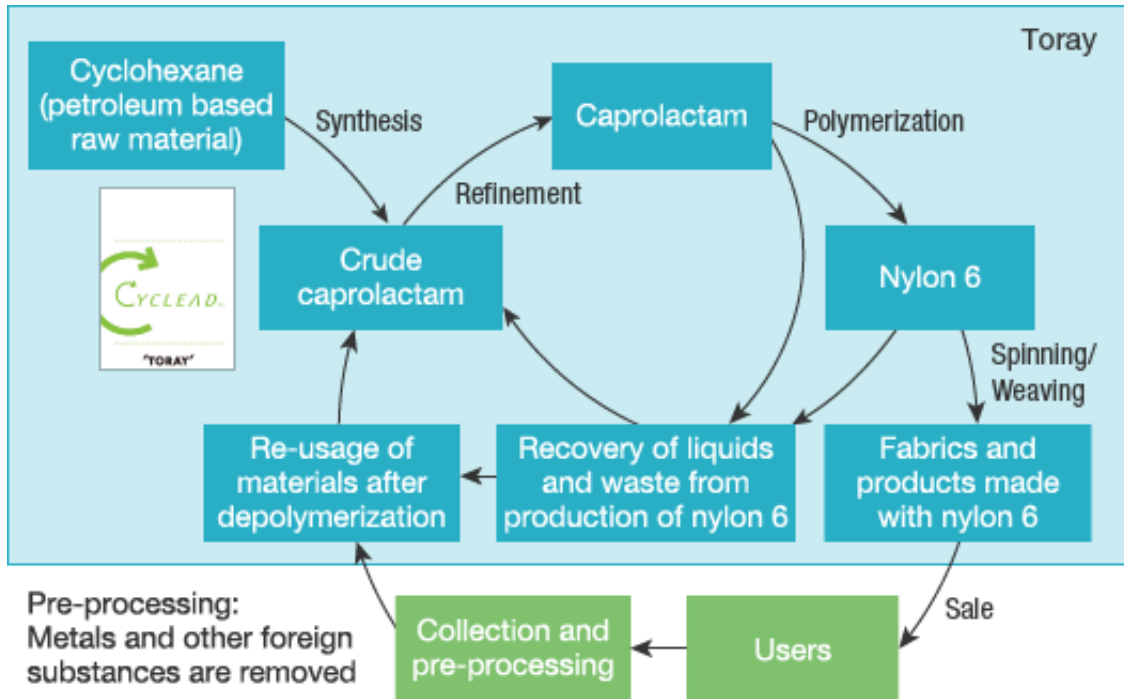 Toray
Cyclohexane
(petroleum based
raw material)
Synthesis
Caprolactam
Polymerization
Refinement
Crude
caprolactam
Nylon 6
CYCLEAD
"TORAY"
Spinning/
Weaving
Re-usage of
materials after
depolymerization
Recovery of liquids
and waste from
production of nylon 6
Fabrics and
products made
with nylon 6
Pre-processing:
Metals and other foreign
substances are removed
Collection and
pre-processing
Users
Sale